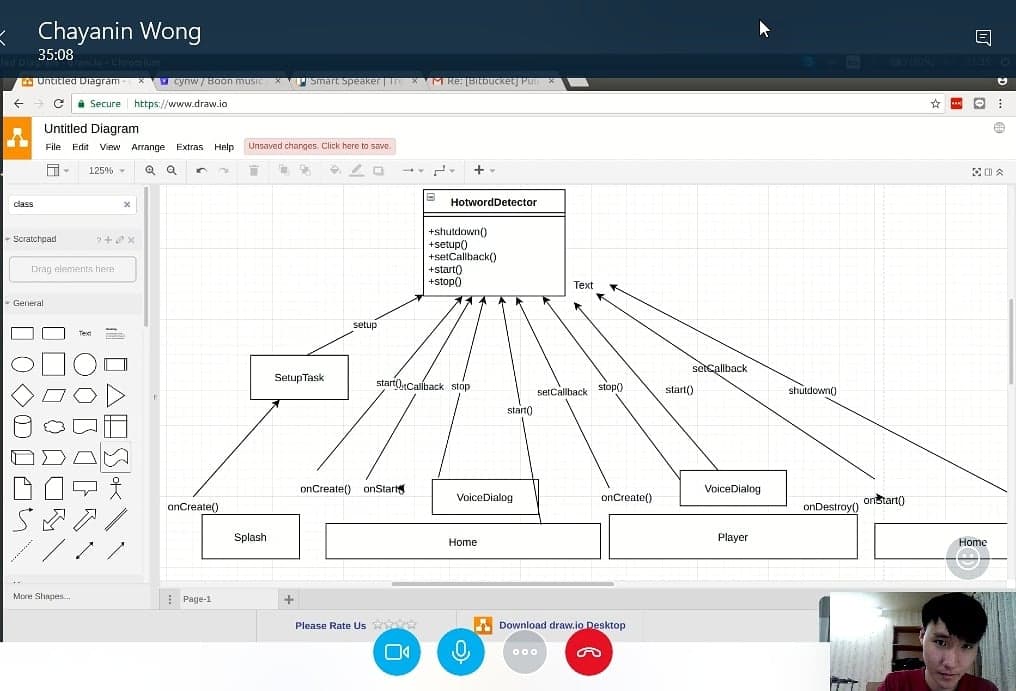 Chayanin Wong
35:08
Untitled Diagram
cynw / Boon music
Smart Speaker | Tre
Re: [Bitbucket] Pu
Secure https://www.draw.io
Untitled Diagram
File Edit View Arrange Extras Help Unsaved changes. Click here to save.
125%
class
Scratchpad
Drag elements here
General
Text
More Shapes...
HotwordDetector
+shutdown()
+setup()
+setCallback()
+start()
+stop()
Text
setup
SetupTask
start()
setCallback
stop
start()
setCallback
stop()
start()
setCallback
shutdown()
onCreate()
onCreate()
onStart()
VoiceDialog
onCreate()
VoiceDialog
onDestroy()
onStart()
Splash
Home
Player
Home
Page-1
Please Rate Us
Download draw.io Desktop